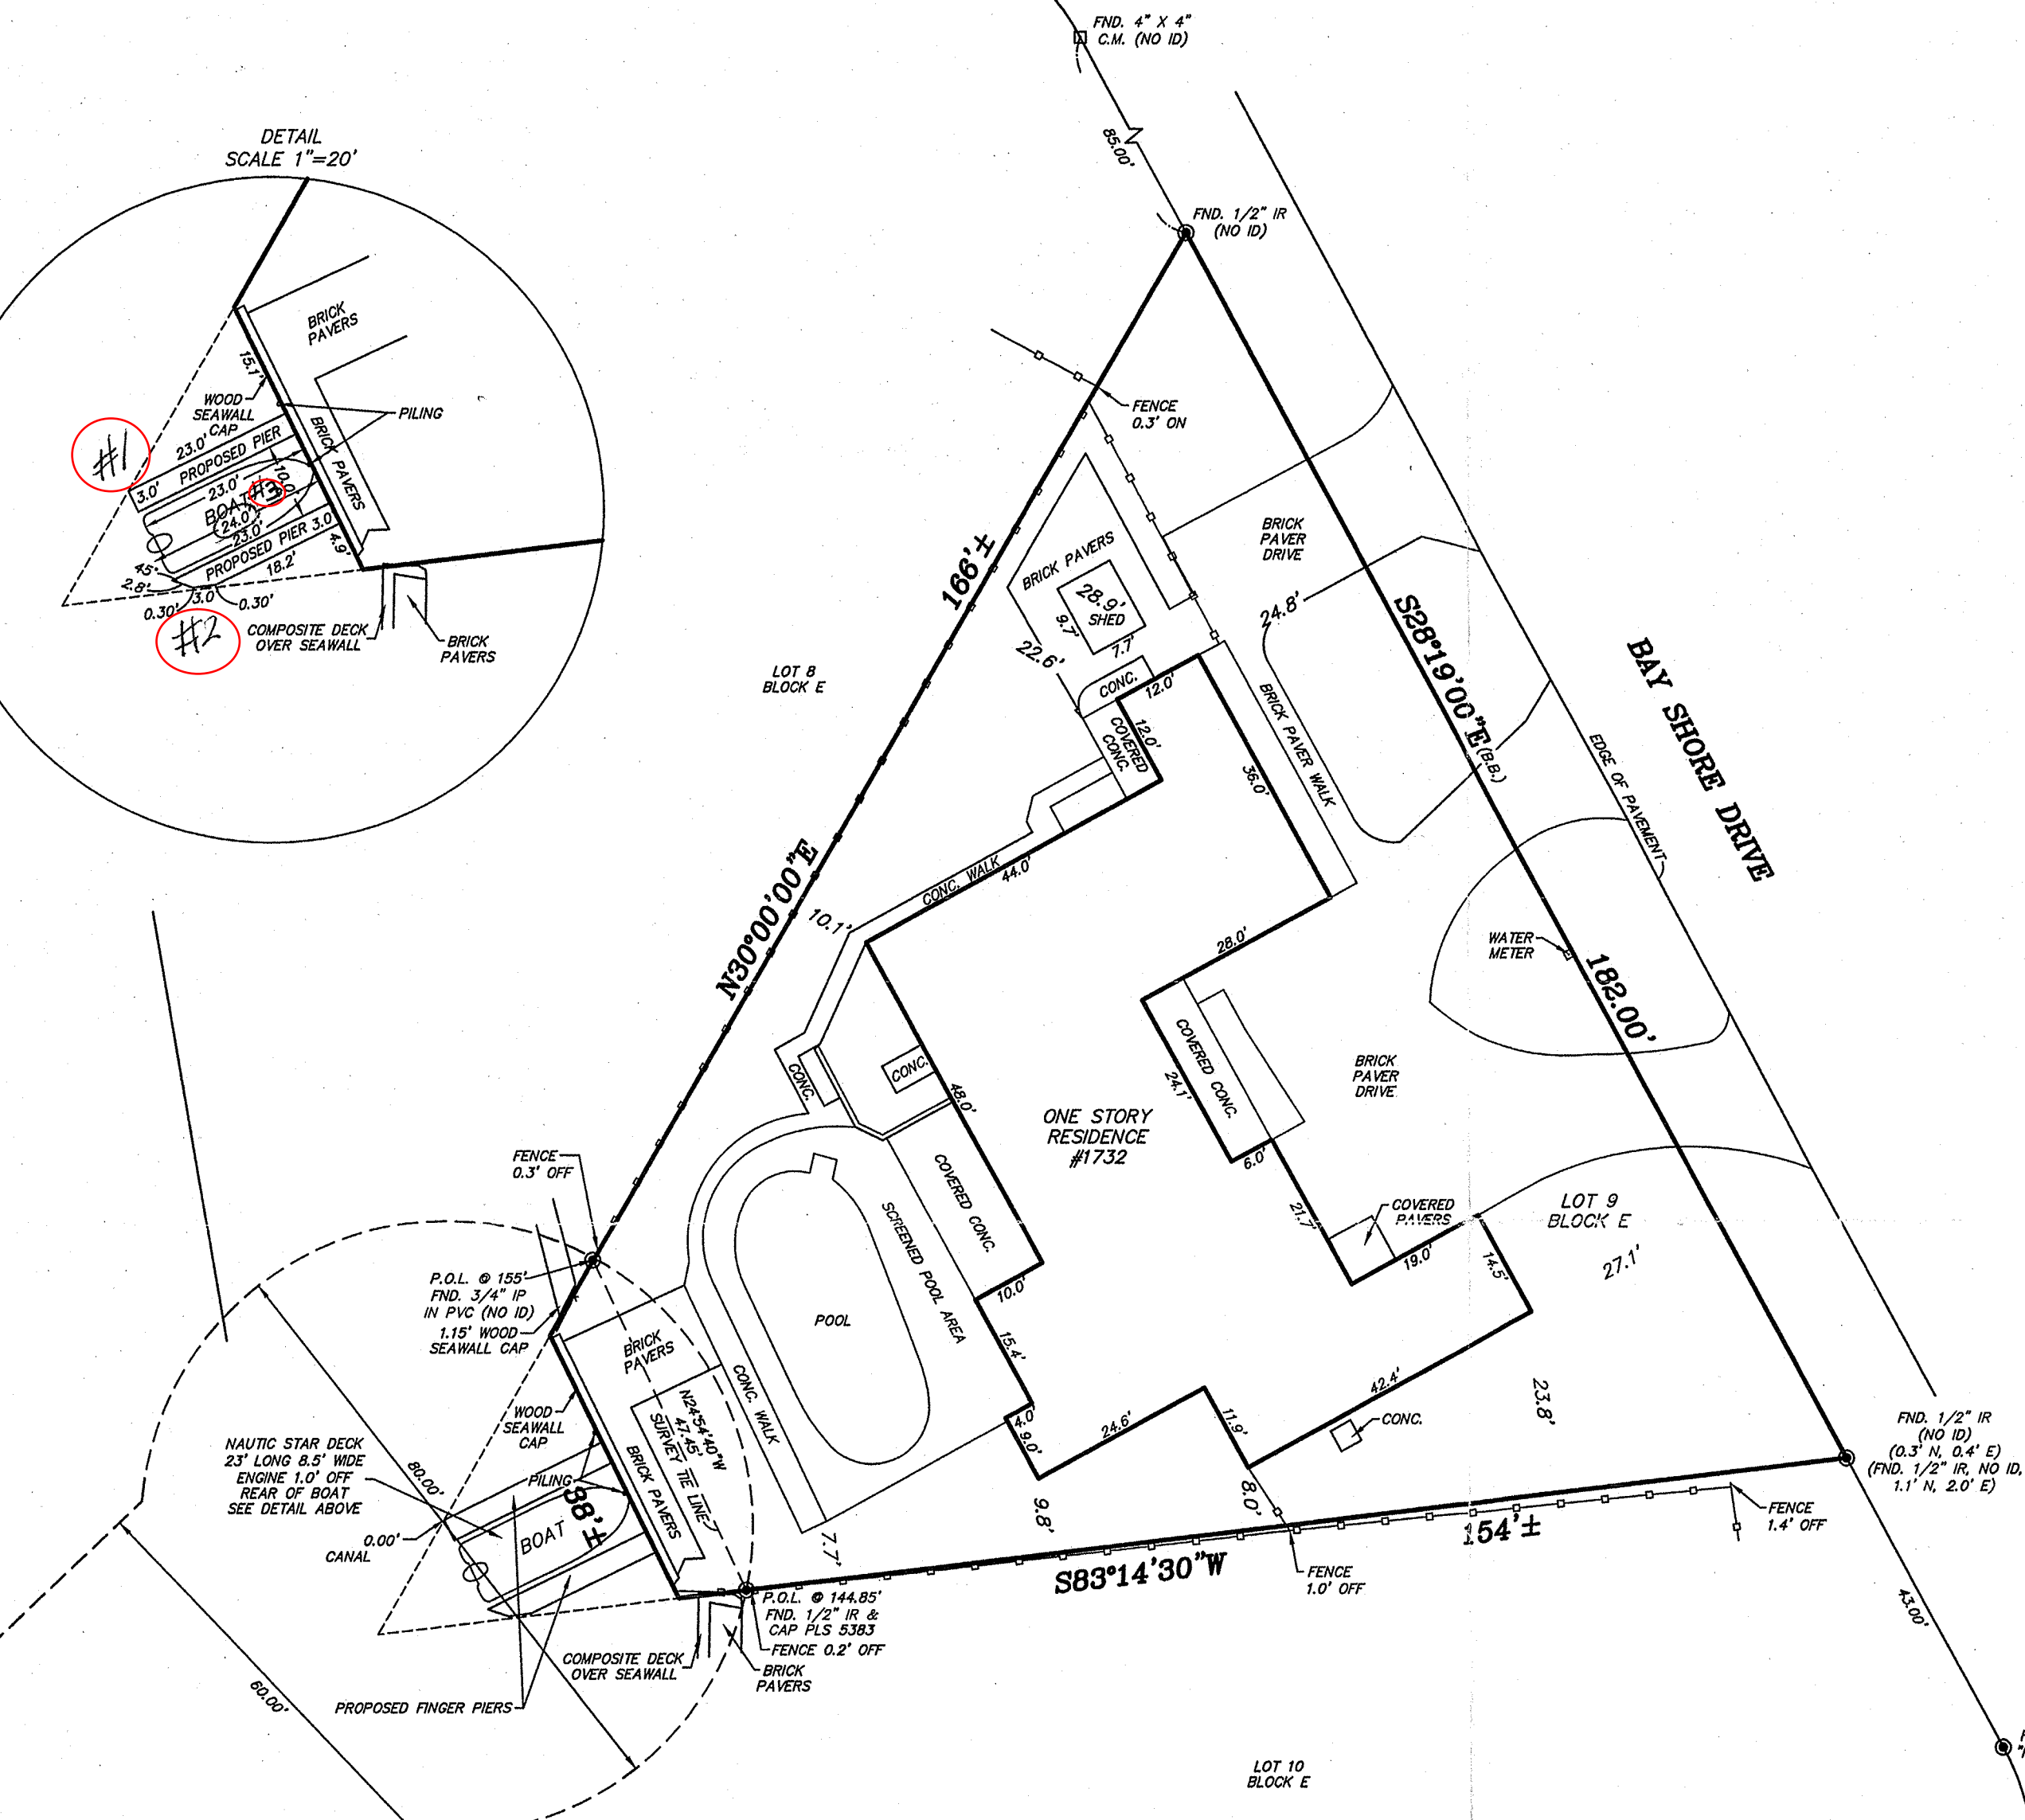 FND. 4" X 4"
C.M. (NO ID)
85.00'
FND. 1/2" IR
(NO ID)
DETAIL
SCALE 1"=20'
BRICK
PAVERS
15.1'
WOOD
SEAWALL
CAP
PILING
#1
23.0'
PROPOSED PIER
3.0'
BRICK PAVERS
10.0'
23.0'
BOAT
#3
24.0'
23.0'
PROPOSED PIER 3.0
4.9'
18.2'
45°
2.8'
0.30'
3.0'
0.30'
#2
COMPOSITE DECK
OVER SEAWALL
BRICK
PAVERS
FENCE
0.3' ON
166'±
BRICK PAVERS
28.9'
SHED
9.7'
7.7'
22.6'
BRICK
PAVER
DRIVE
24.8'
S28°19'00"E (B.B.)
BAY SHORE DRIVE
LOT 8
BLOCK E
CONC.
12.0'
COVERED
CONC.
12.0'
BRICK PAVER WALK
36.0'
EDGE OF PAVEMENT
CONC. WALK
44.0'
N30°00'00"E
10.1'
28.0'
WATER
METER
182.00'
CONC.
CONC.
48.0'
COVERED CONC.
24.1'
BRICK
PAVER
DRIVE
ONE STORY
RESIDENCE
#1732
6.0'
FENCE
0.3' OFF
COVERED CONC.
SCREENED POOL AREA
21.7'
COVERED
PAVERS
LOT 9
BLOCK E
27.1'
19.0'
14.5'
P.O.L. @ 155'
FND. 3/4" IP
IN PVC (NO ID)
1.15' WOOD
SEAWALL CAP
10.0'
POOL
15.4'
BRICK
PAVERS
CONC. WALK
N24°54'40"W
47.45'
SURVEY TIE LINE
WOOD
SEAWALL
CAP
42.4'
23.8'
4.0'
9.0'
24.6'
11.9'
CONC.
FND. 1/2" IR
(NO ID)
(0.3' N, 0.4' E)
(FND. 1/2" IR, NO ID,
1.1' N, 2.0' E)
NAUTIC STAR DECK
23' LONG 8.5' WIDE
ENGINE 1.0' OFF
REAR OF BOAT
SEE DETAIL ABOVE
80.00'
PILING
38'±
BRICK PAVERS
BOAT
0.00'
CANAL
7.7'
9.8'
8.0'
154'±
FENCE
1.4' OFF
S83°14'30"W
FENCE
1.0' OFF
P.O.L. @ 144.85'
FND. 1/2" IR &
CAP PLS 5383
FENCE 0.2' OFF
COMPOSITE DECK
OVER SEAWALL
BRICK
PAVERS
43.00'
60.00'
PROPOSED FINGER PIERS
LOT 10
BLOCK E